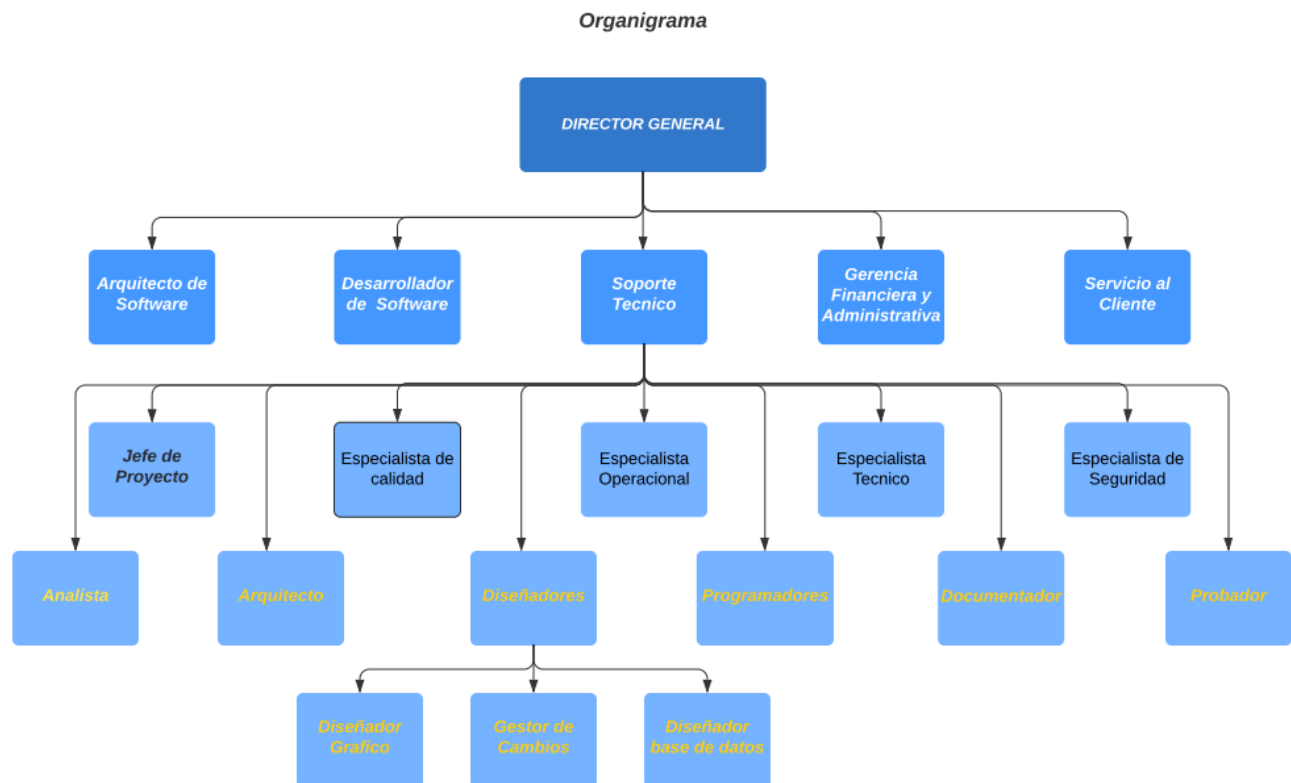 Organigrama
DIRECTOR GENERAL
Arquitecto de
Software
Desarrollador
de Software
Soporte
Tecnico
Gerencia
Financiera y
Administrativa
Servicio al
Cliente
Jefe de
Proyecto
Especialista de
calidad
Especialista
Operacional
Especialista
Tecnico
Especialista de
Seguridad
Analista
Arquitecto
Diseñadores
Programadores
Documentador
Probador
Diseñador
Grafico
Gestor de
Cambios
Diseñador
base de datos